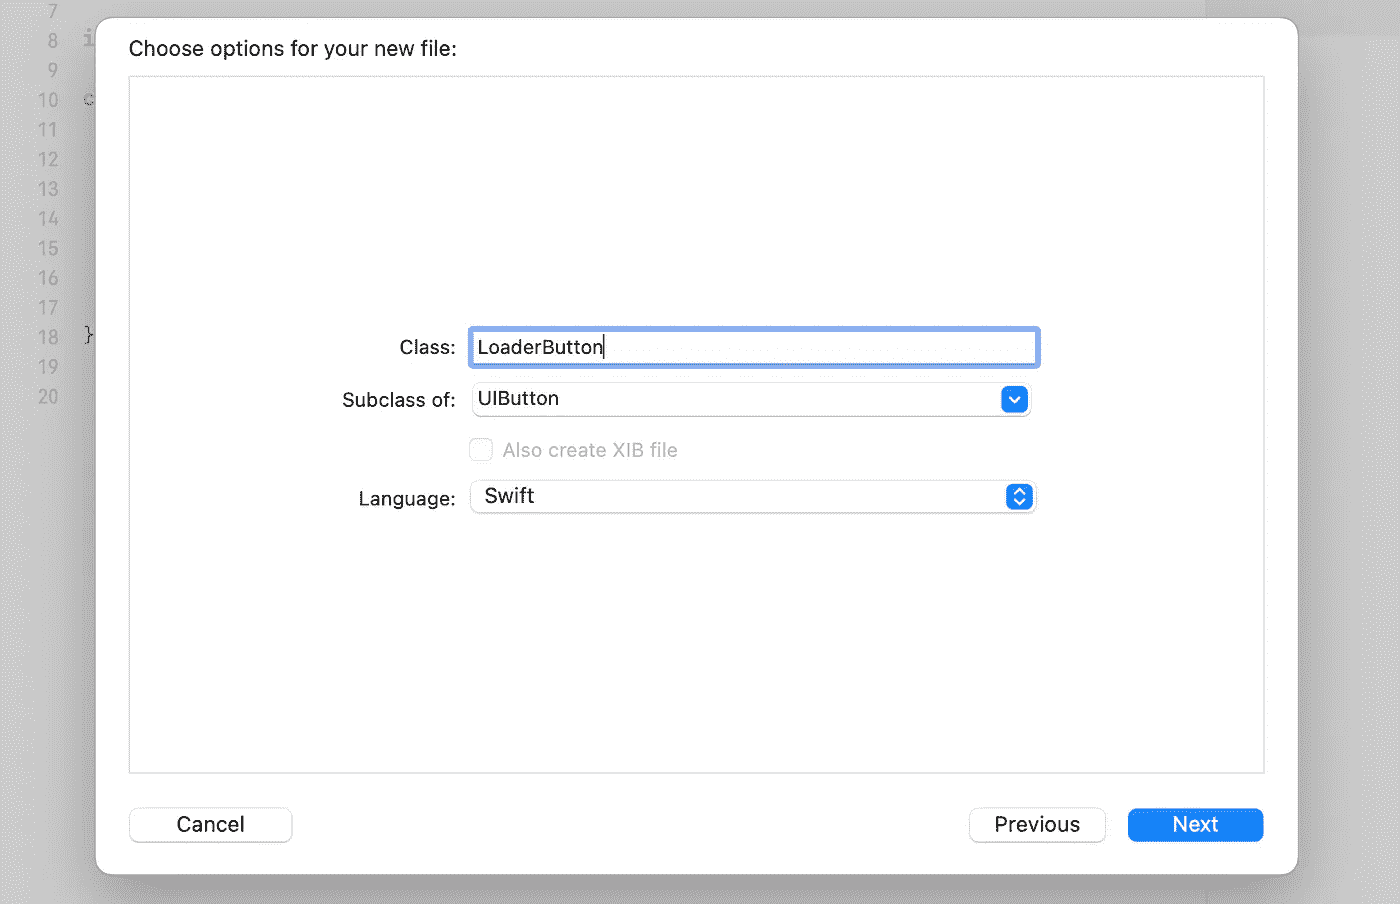 Choose options for your new file:
7
8 i
9
10 c
11
12
13
14
15
16
17
18 }
19
20
Class: LoaderButton
Subclass of: UIButton
Also create XIB file
Language: Swift
Cancel Previous Next